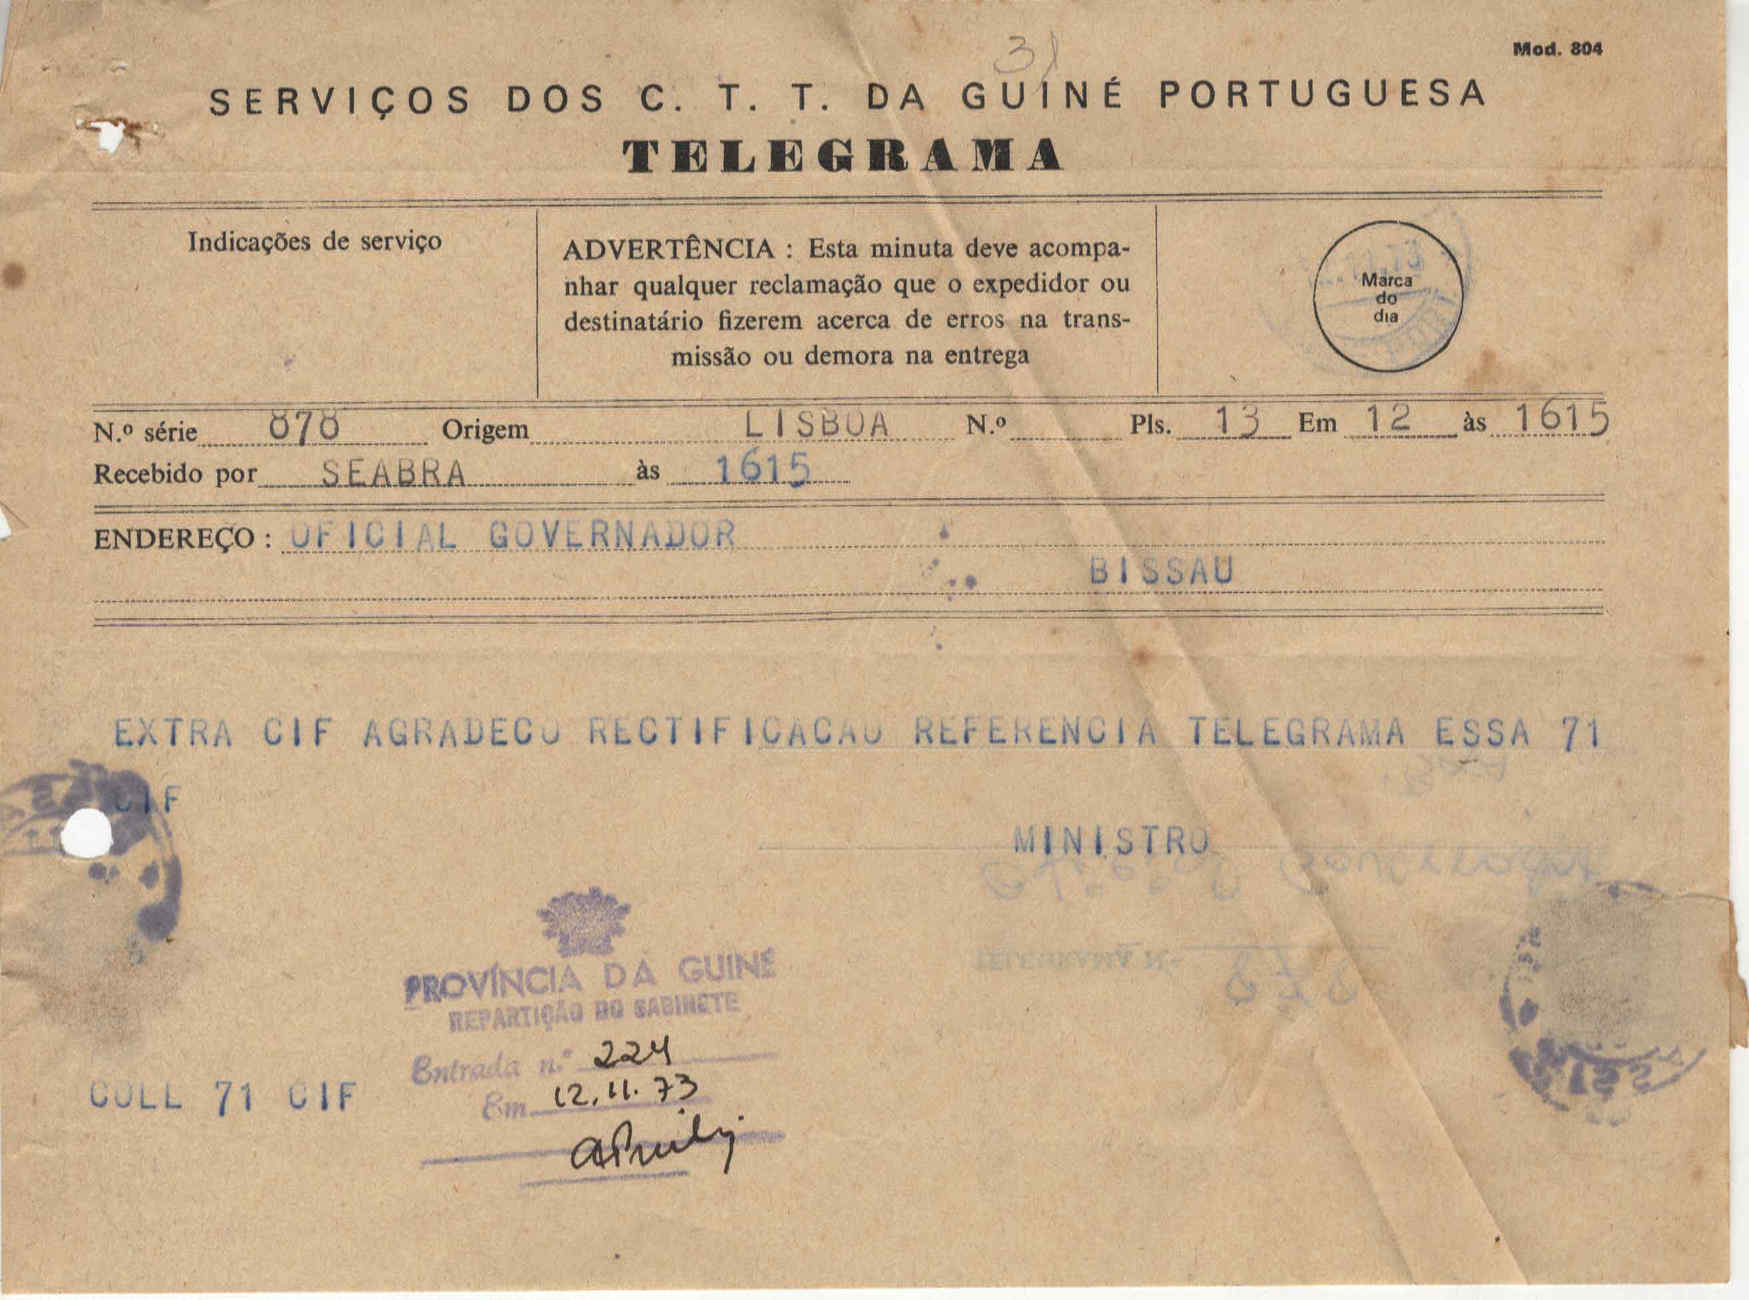 31
Mod. 804
SERVIÇOS DOS C. T. T. DA GUINÉ PORTUGUESA
TELEGRAMA
Indicações de serviço
ADVERTÊNCIA : Esta minuta deve acompa-
nhar qualquer reclamação que o expedidor ou
destinatário fizerem acerca de erros na trans-
missão ou demora na entrega
Marca
do
dia
N.º série 878 Origem LISBOA N.º Pls. 13 Em 12 às 1615
Recebido por SEABRA às 1615
ENDEREÇO : OFICIAL GOVERNADOR
BISSAU
EXTRA CIF AGRADECO RECTIFICACAO REFERENCIA TELEGRAMA ESSA 71
CIF
MINISTRO
PROVÍNCIA DA GUINÉ
REPARTIÇÃO DO GABINETE
Entrada n.º 224
Em 12.11.73
COLL 71 CIF